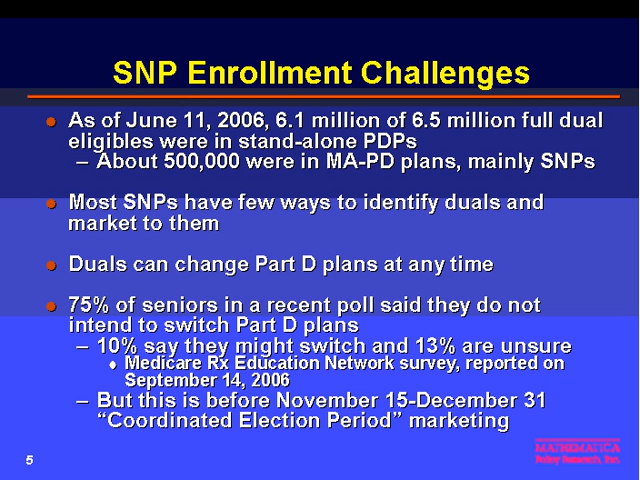 SNP Enrollment Challenges
● As of June 11, 2006, 6.1 million of 6.5 million full dual
eligibles were in stand-alone PDPs
– About 500,000 were in MA-PD plans, mainly SNPs
● Most SNPs have few ways to identify duals and
market to them
● Duals can change Part D plans at any time
● 75% of seniors in a recent poll said they do not
intend to switch Part D plans
– 10% say they might switch and 13% are unsure
♦ Medicare Rx Education Network survey, reported on
September 14, 2006
– But this is before November 15-December 31
“Coordinated Election Period” marketing
5
MATHEMATICA
Policy Research, Inc.